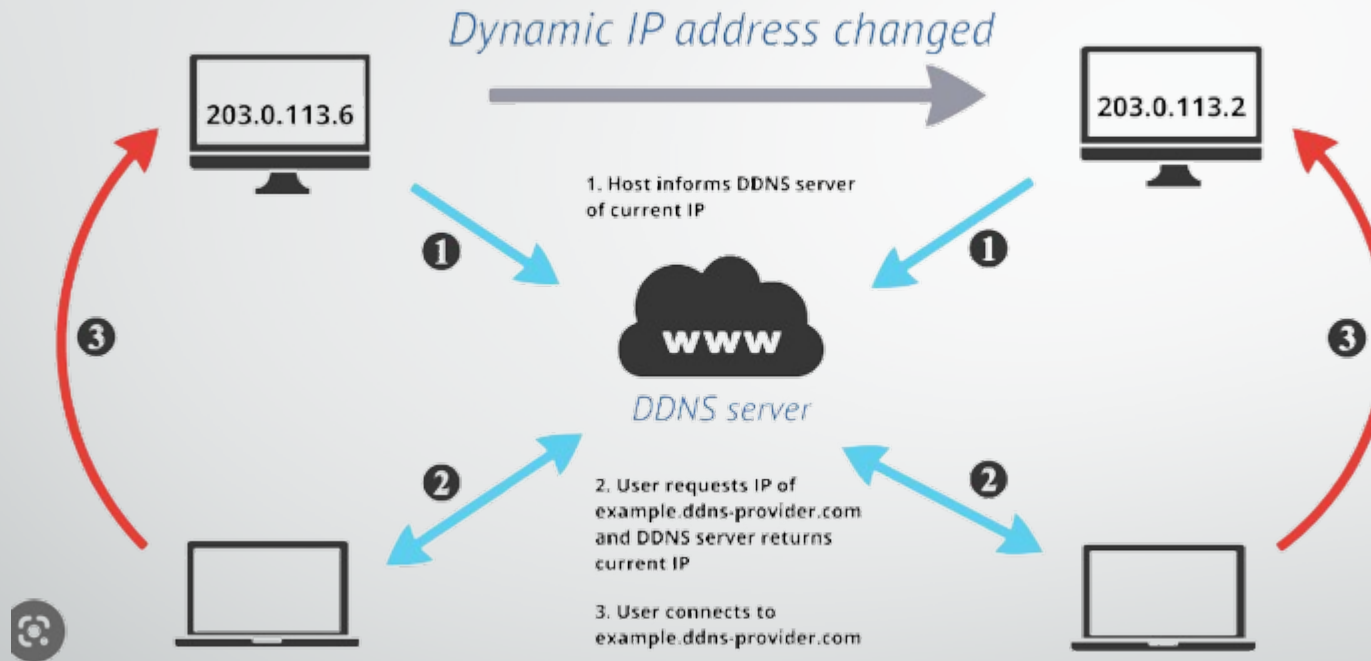 Dynamic IP address changed
203.0.113.6
203.0.113.2
1. Host informs DDNS server
of current IP
1
1
www
3
3
DDNS server
2
2
2. User requests IP of
example.ddns-provider.com
and DDNS server returns
current IP
3. User connects to
example.ddns-provider.com